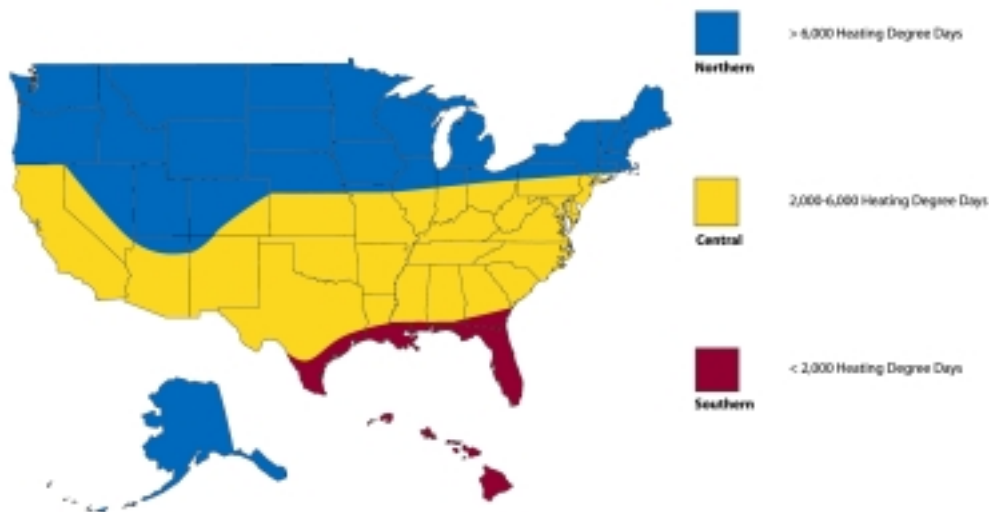 > 6,000 Heating Degree Days
Northern
2,000-6,000 Heating Degree Days
Central
< 2,000 Heating Degree Days
Southern